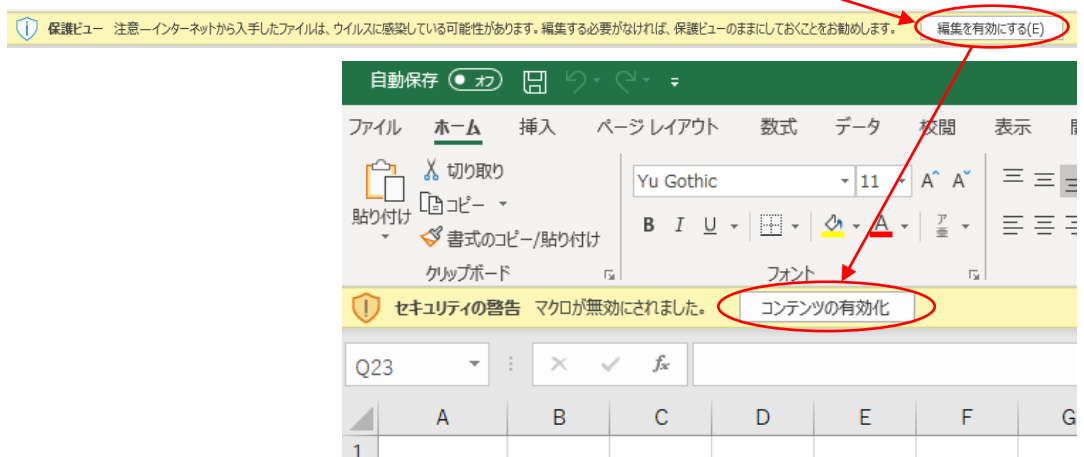 保護ビュー 注意—インターネットから入手したファイルは、ウイルスに感染している可能性があります。編集する必要がなければ、保護ビューのままにしておくことをお勧めします。 編集を有効にする(E)
自動保存 オフ
ファイル ホーム 挿入 ページ レイアウト 数式 データ 校閲 表示
切り取り
コピー
貼り付け
書式のコピー/貼り付け
Yu Gothic 11 A^ A˅
B I U A ア亜
クリップボード フォント
セキュリティの警告 マクロが無効にされました。 コンテンツの有効化
Q23 fx
A B C D E F G
1